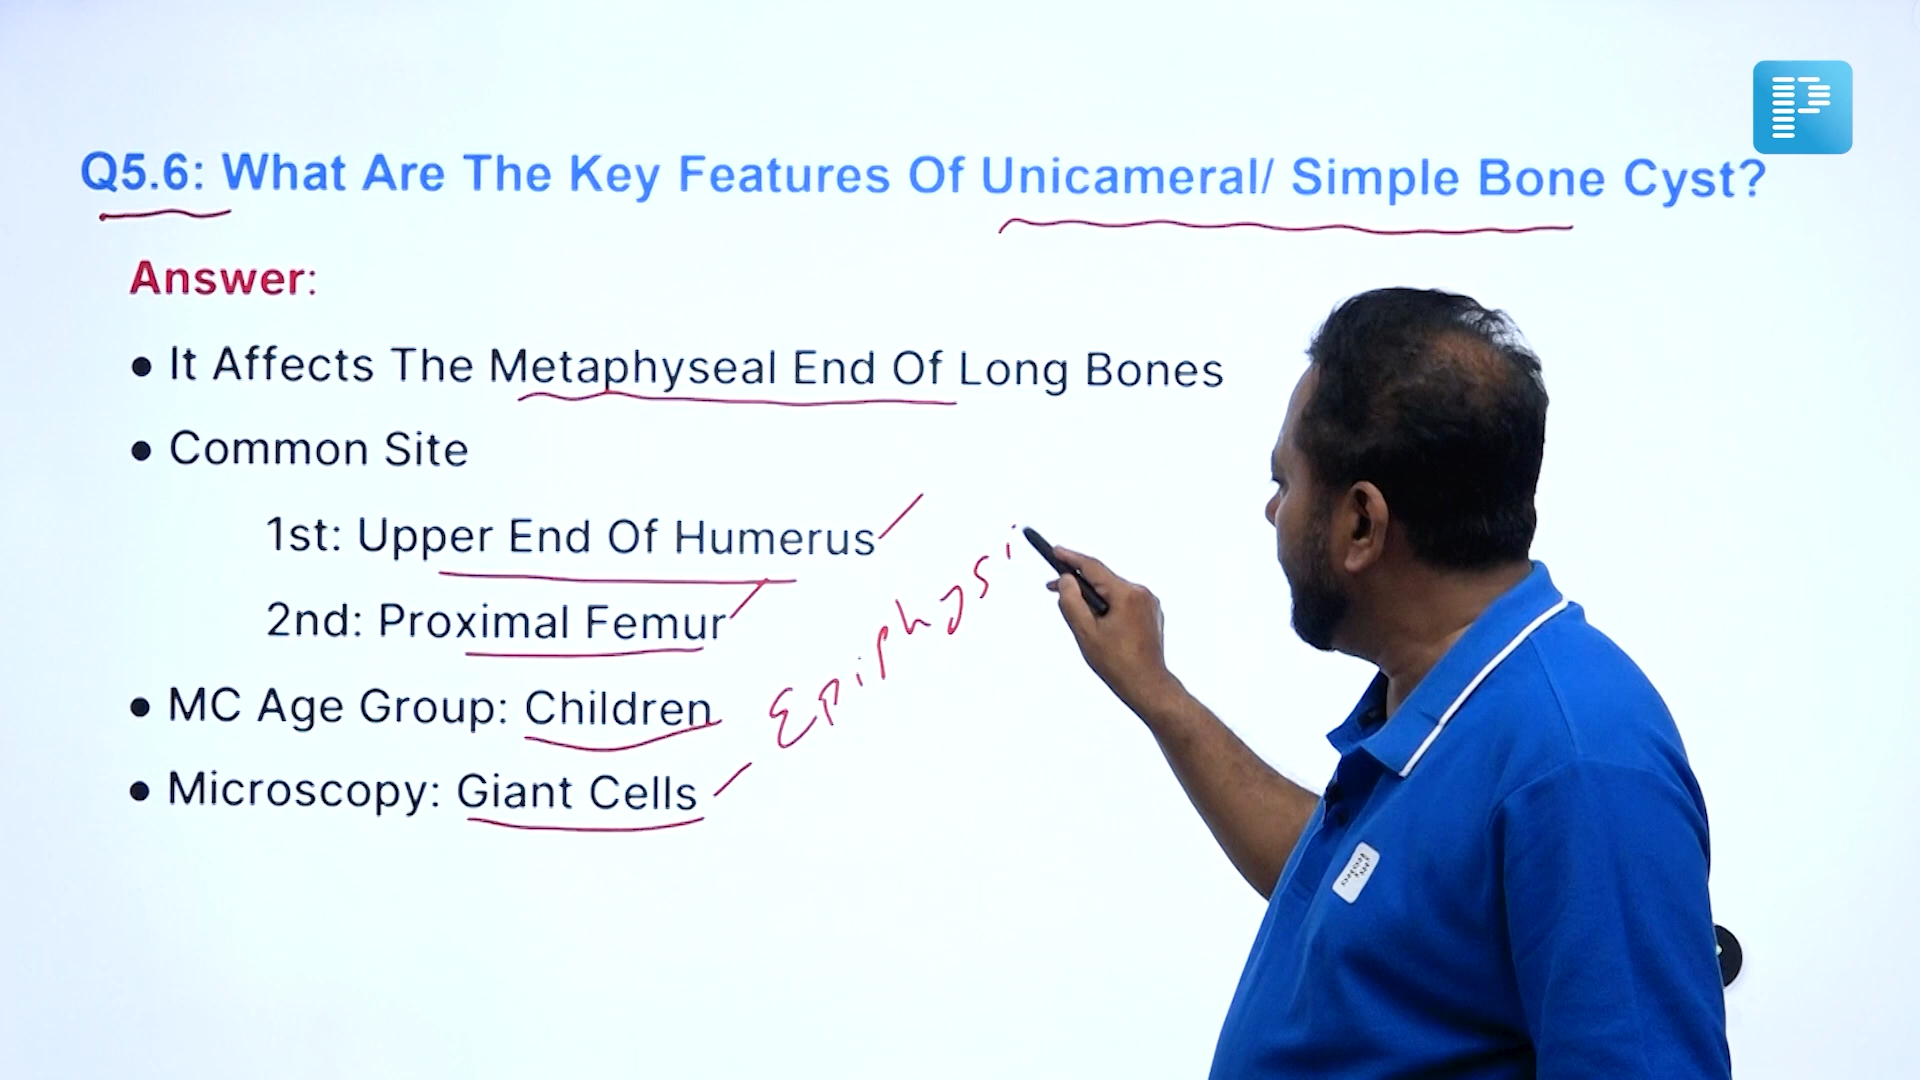 Q5.6: What Are The Key Features Of Unicameral/ Simple Bone Cyst?
Answer:
• It Affects The Metaphyseal End Of Long Bones
• Common Site
1st: Upper End Of Humerus
2nd: Proximal Femur
• MC Age Group: Children
• Microscopy: Giant Cells
Epiphysi